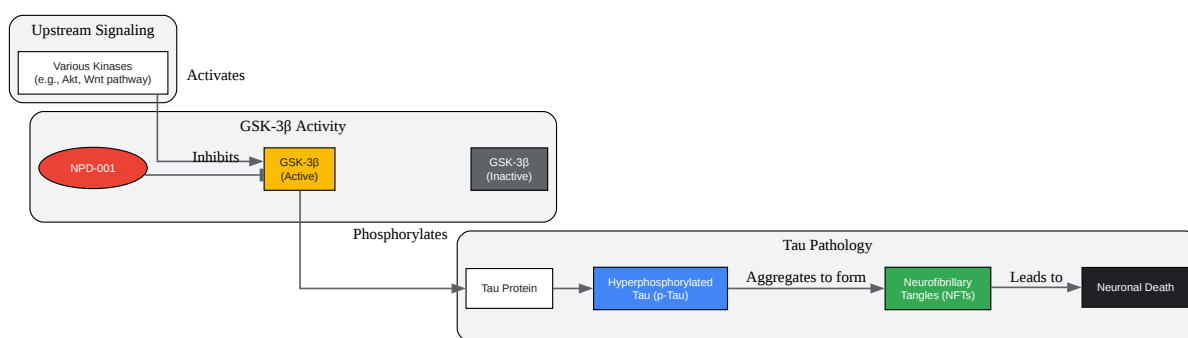 Upstream Signaling
Various Kinases
(e.g., Akt, Wnt pathway)
Activates
GSK-3β Activity
NPD-001
Inhibits
GSK-3β
(Active)
GSK-3β
(Inactive)
Phosphorylates
Tau Pathology
Tau Protein
Hyperphosphorylated
Tau (p-Tau)
Aggregates to form
Neurofibrillary
Tangles (NFTs)
Leads to
Neuronal Death